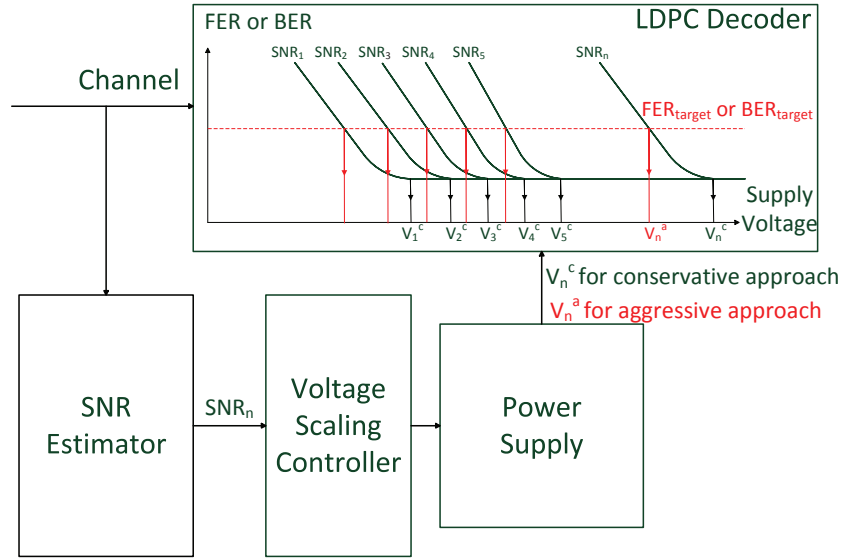 FER or BER
LDPC Decoder
SNR₁ SNR₂ SNR₃ SNR₄ SNR₅ SNRₙ
Channel
FERtarget or BERtarget
Supply
Voltage
V₁ᶜ V₂ᶜ V₃ᶜ V₄ᶜ V₅ᶜ Vₙᵃ Vₙᶜ
Vₙᶜ for conservative approach
Vₙᵃ for aggressive approach
SNR
Estimator
SNRₙ
Voltage
Scaling
Controller
Power
Supply